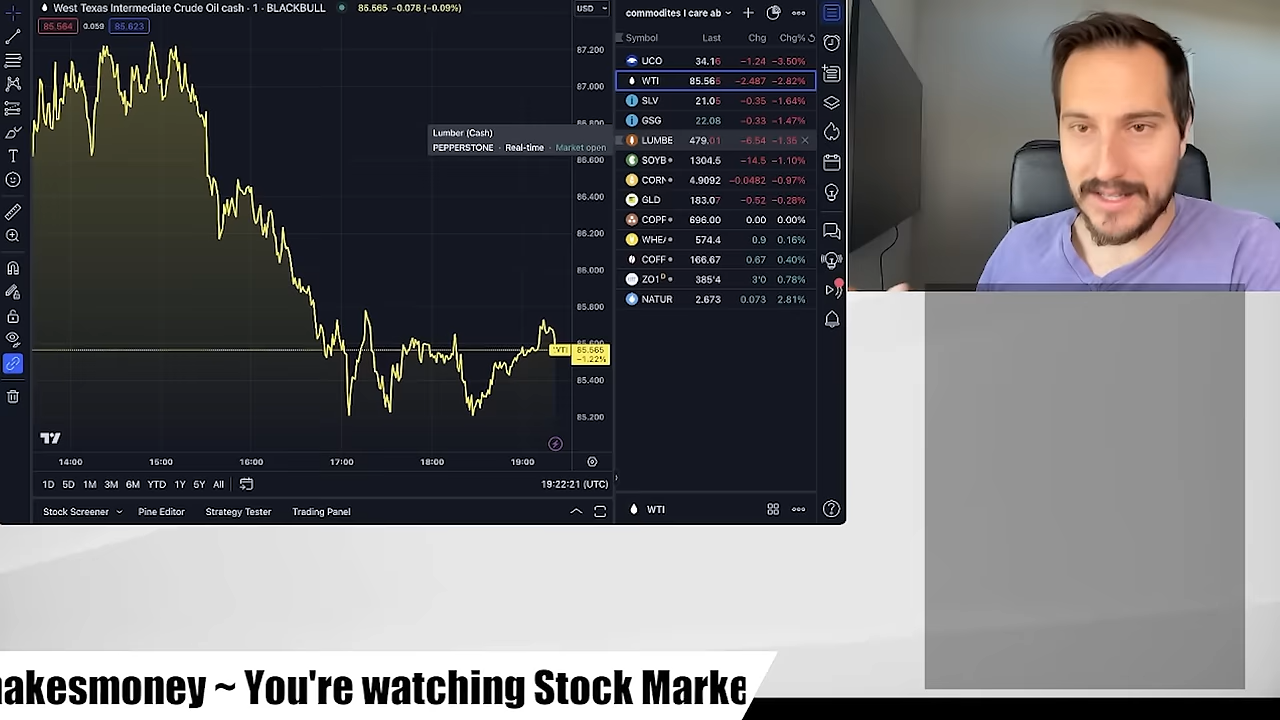 West Texas Intermediate Crude Oil cash · 1 · BLACKBULL 85.565 −0.078 (−0.09%) USD
85.564 0.059 85.623
87.200
87.000
86.800
86.600
86.400
86.200
86.000
85.800
85.600
85.400
85.200
WTI 85.565
−1.22%
Lumber (Cash)
PEPPERSTONE · Real-time · Market open
14:00 15:00 16:00 17:00 18:00 19:00
1D 5D 1M 3M 6M YTD 1Y 5Y All 19:22:21 (UTC)
Stock Screener Pine Editor Strategy Tester Trading Panel
commodites I care ab
Symbol Last Chg Chg%
UCO 34.16 −1.24 −3.50%
WTI 85.565 −2.487 −2.82%
SLV 21.05 −0.35 −1.64%
GSG 22.08 −0.33 −1.47%
LUMBE 479.01 −6.54 −1.35
SOYB 1304.5 −14.5 −1.10%
CORN 4.9092 −0.0482 −0.97%
GLD 183.07 −0.52 −0.28%
COPF 696.00 0.00 0.00%
WHE 574.4 0.9 0.16%
COFF 166.67 0.67 0.40%
ZO1 D 385'4 3'0 0.78%
NATUR 2.673 0.073 2.81%
WTI
nakesmoney ~ You're watching Stock Marke